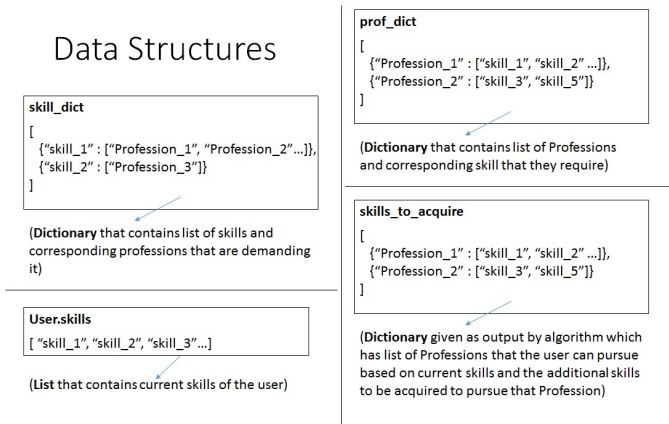 Data Structures
skill_dict
[
{“skill_1” : [“Profession_1”, “Profession_2”...]},
{“skill_2” : [“Profession_3”]}
]
(Dictionary that contains list of skills and
corresponding professions that are demanding
it)
User.skills
[ “skill_1”, “skill_2”, “skill_3”...]
(List that contains current skills of the user)
prof_dict
[
{“Profession_1” : [“skill_1”, “skill_2” ...]},
{“Profession_2” : [“skill_3”, “skill_5”]}
]
(Dictionary that contains list of Professions
and corresponding skill that they require)
skills_to_acquire
[
{“Profession_1” : [“skill_1”, “skill_2” ...]},
{“Profession_2” : [“skill_3”, “skill_5”]}
]
(Dictionary given as output by algorithm which
has list of Professions that the user can pursue
based on current skills and the additional skills
to be acquired to pursue that Profession)